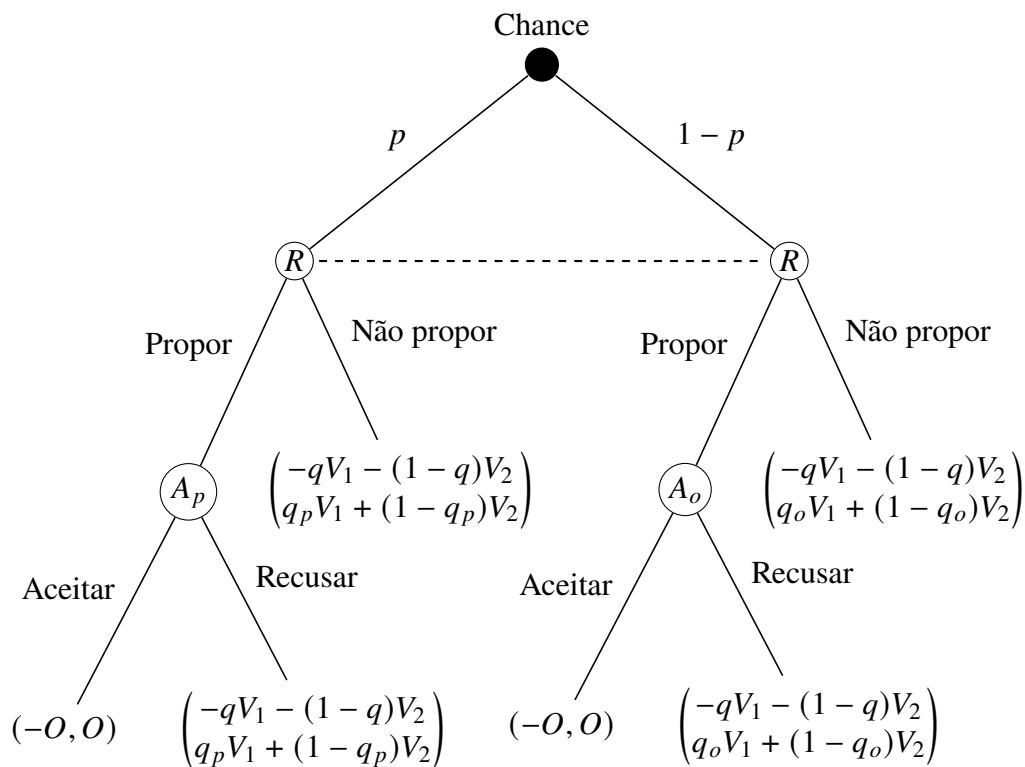 Chance
p
1 − p
R
R
Propor
Não propor
Propor
Não propor
A_p
(−qV_1 − (1 − q)V_2
q_pV_1 + (1 − q_p)V_2)
A_o
(−qV_1 − (1 − q)V_2
q_oV_1 + (1 − q_o)V_2)
Aceitar
Recusar
Aceitar
Recusar
(−O, O)
(−qV_1 − (1 − q)V_2
q_pV_1 + (1 − q_p)V_2)
(−O, O)
(−qV_1 − (1 − q)V_2
q_oV_1 + (1 − q_o)V_2)